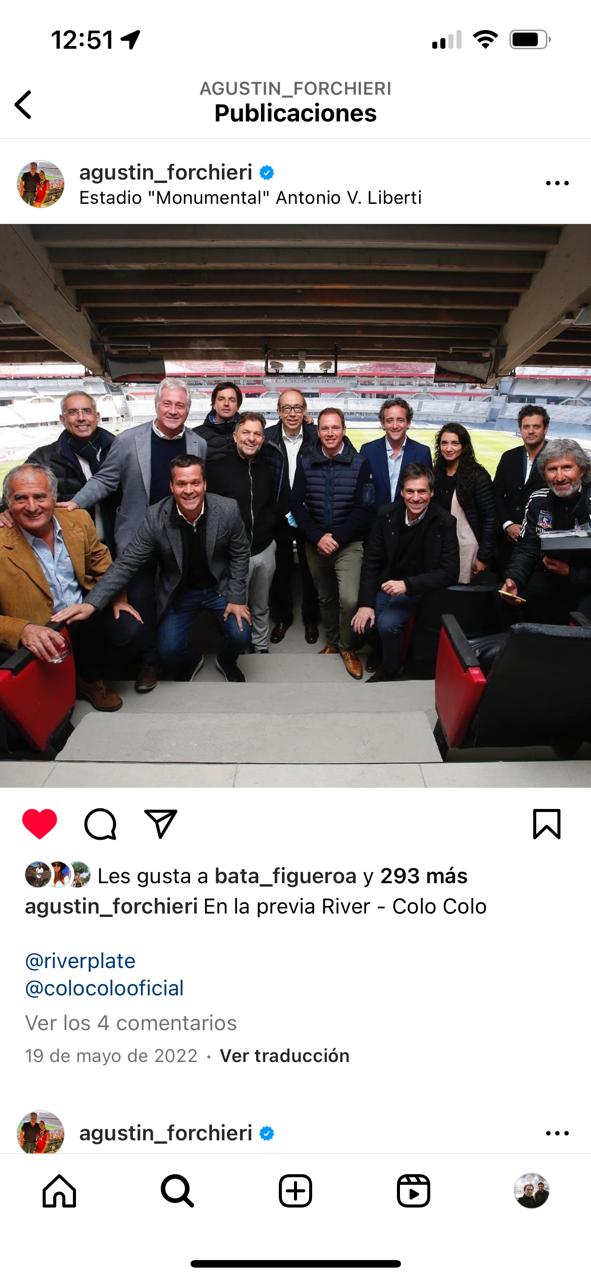 12:51
AGUSTIN_FORCHIERI
Publicaciones
agustin_forchieri
Estadio "Monumental" Antonio V. Liberti
Les gusta a bata_figueroa y 293 más
agustin_forchieri En la previa River - Colo Colo
@riverplate
@colocolooficial
Ver los 4 comentarios
19 de mayo de 2022 · Ver traducción
agustin_forchieri